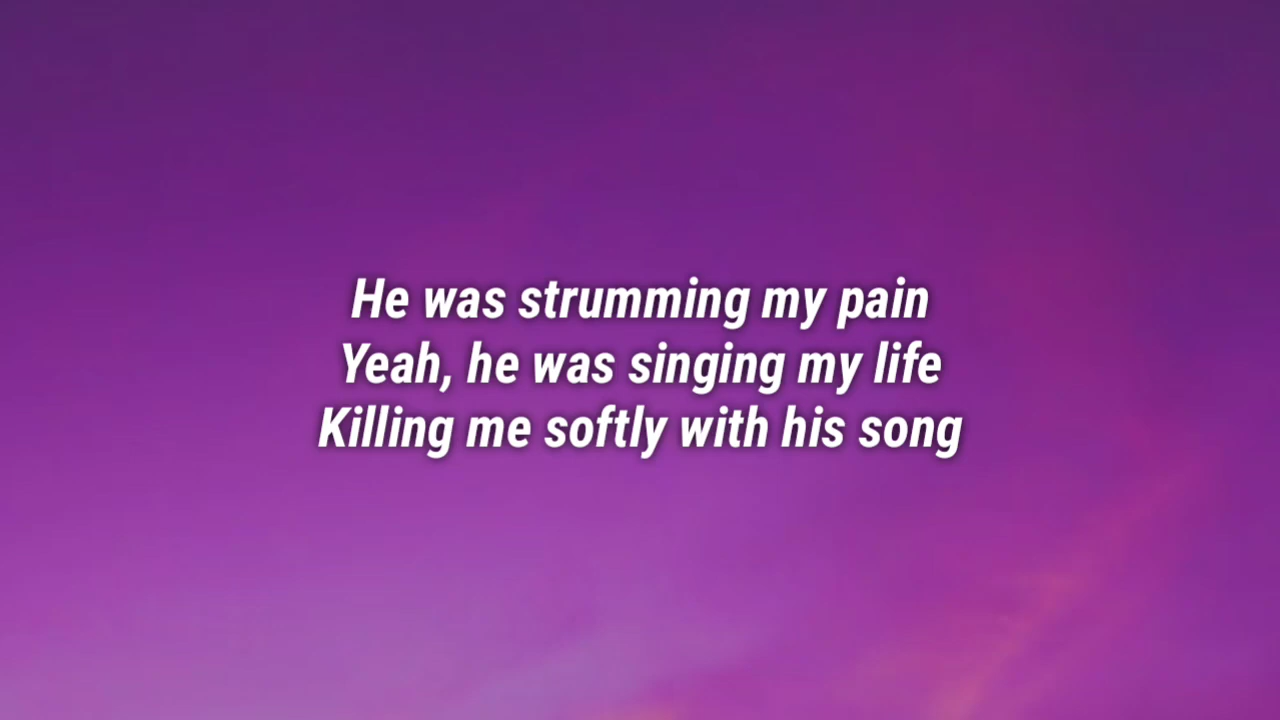 He was strumming my pain
Yeah, he was singing my life
Killing me softly with his song